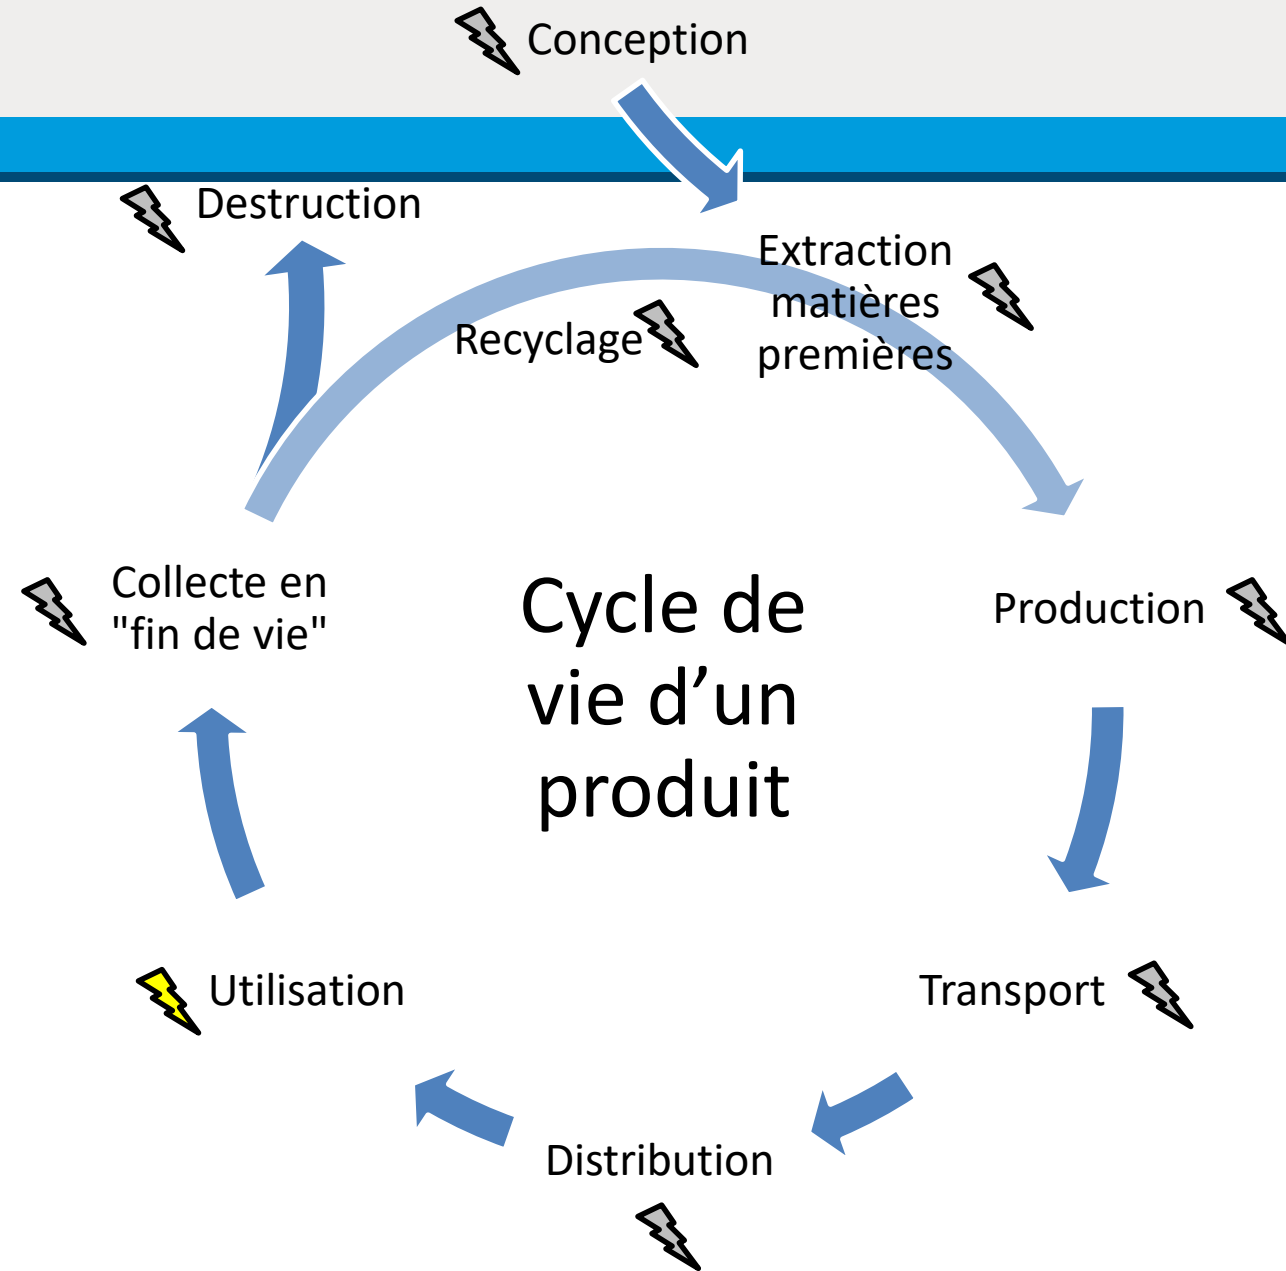 Conception
Destruction
Extraction
matières
premières
Recyclage
Collecte en
"fin de vie"
Cycle de
vie d’un
produit
Production
Utilisation
Transport
Distribution